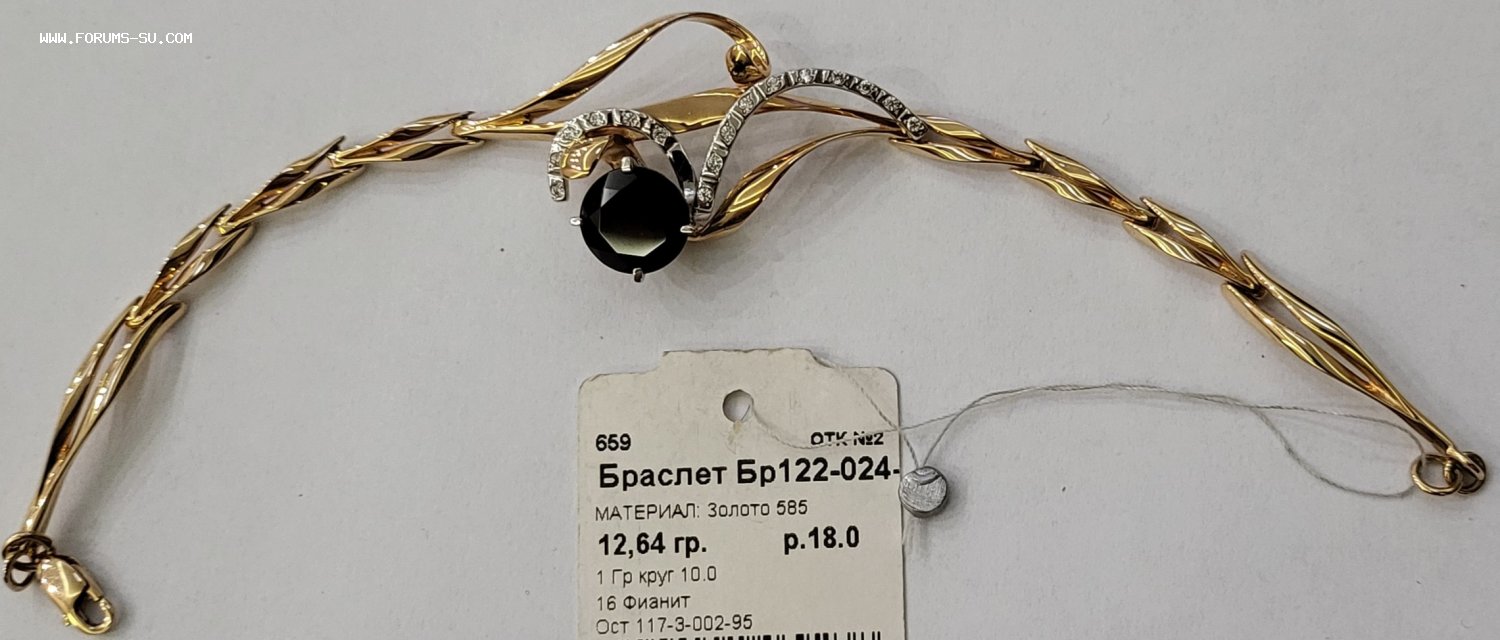 WWW.FORUMS-SU.COM
659 ОТК №2
Браслет Бр122-024-
МАТЕРИАЛ: Золото 585
12,64 гр. р.18.0
1 Гр круг 10.0
16 Фианит
Ост 117-3-002-95